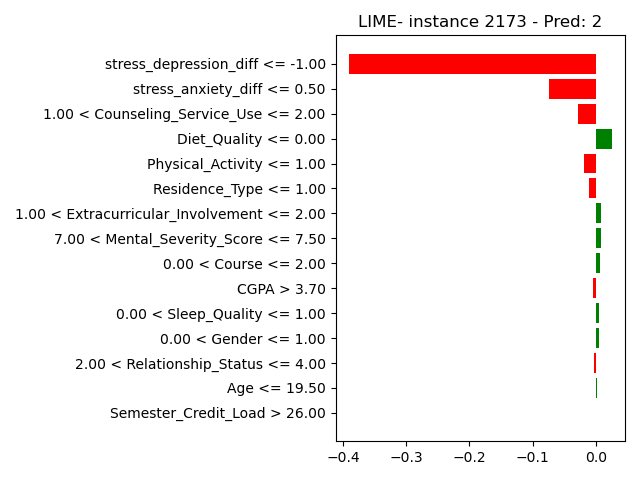 LIME- instance 2173 - Pred: 2
stress_depression_diff <= -1.00
stress_anxiety_diff <= 0.50
1.00 < Counseling_Service_Use <= 2.00
Diet_Quality <= 0.00
Physical_Activity <= 1.00
Residence_Type <= 1.00
1.00 < Extracurricular_Involvement <= 2.00
7.00 < Mental_Severity_Score <= 7.50
0.00 < Course <= 2.00
CGPA > 3.70
0.00 < Sleep_Quality <= 1.00
0.00 < Gender <= 1.00
2.00 < Relationship_Status <= 4.00
Age <= 19.50
Semester_Credit_Load > 26.00
−0.4 −0.3 −0.2 −0.1 0.0